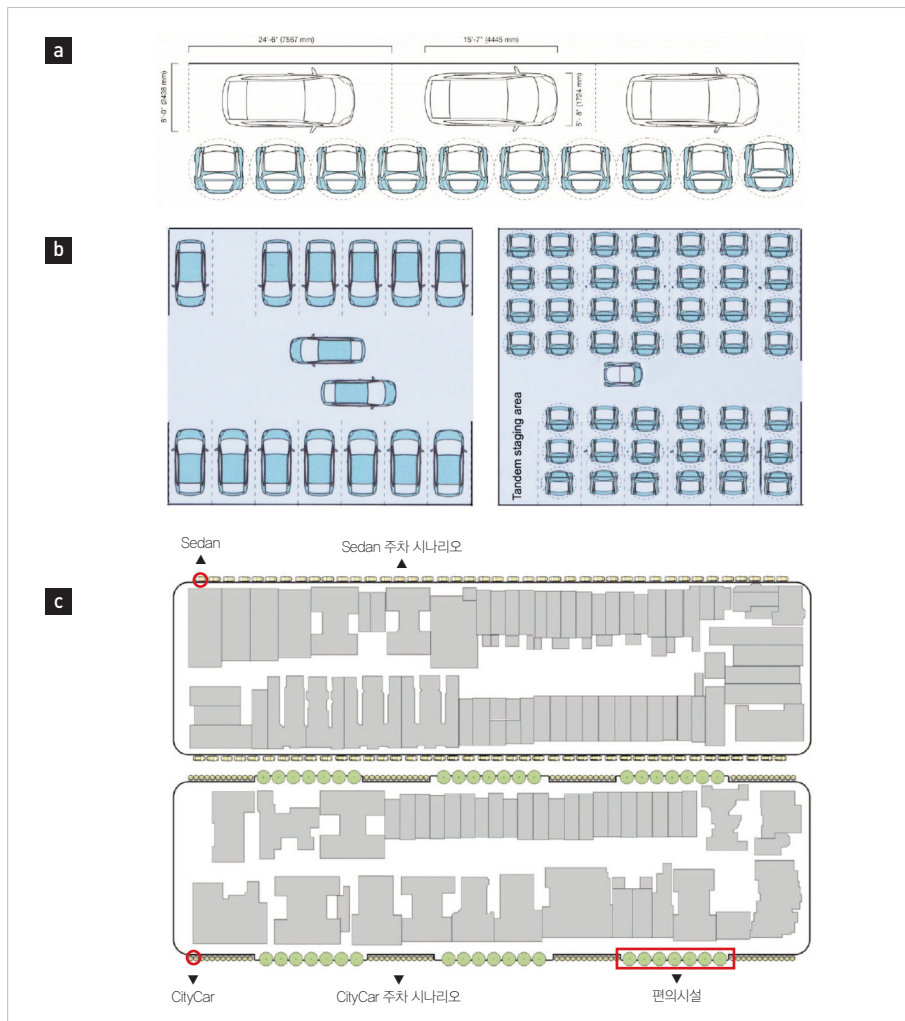 a
24'-6" (7567 mm)
15'-7" (4445 mm)
8'-0" (2438 mm)
5'-8" (1724 mm)
b
Tandem staging area
Sedan
▲
Sedan 주차 시나리오
▲
c
▼
CityCar
▼
CityCar 주차 시나리오
▼
편의시설